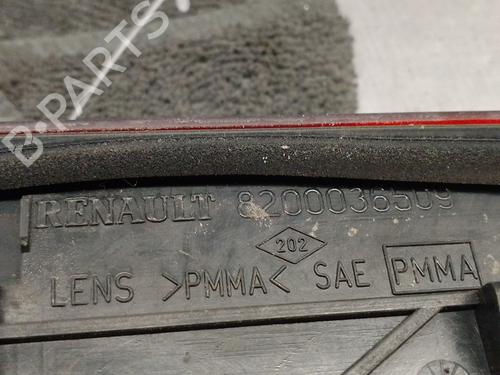 B-PARTS
RENAULT 8200036509
202
LENS >PMMA< SAE PMMA